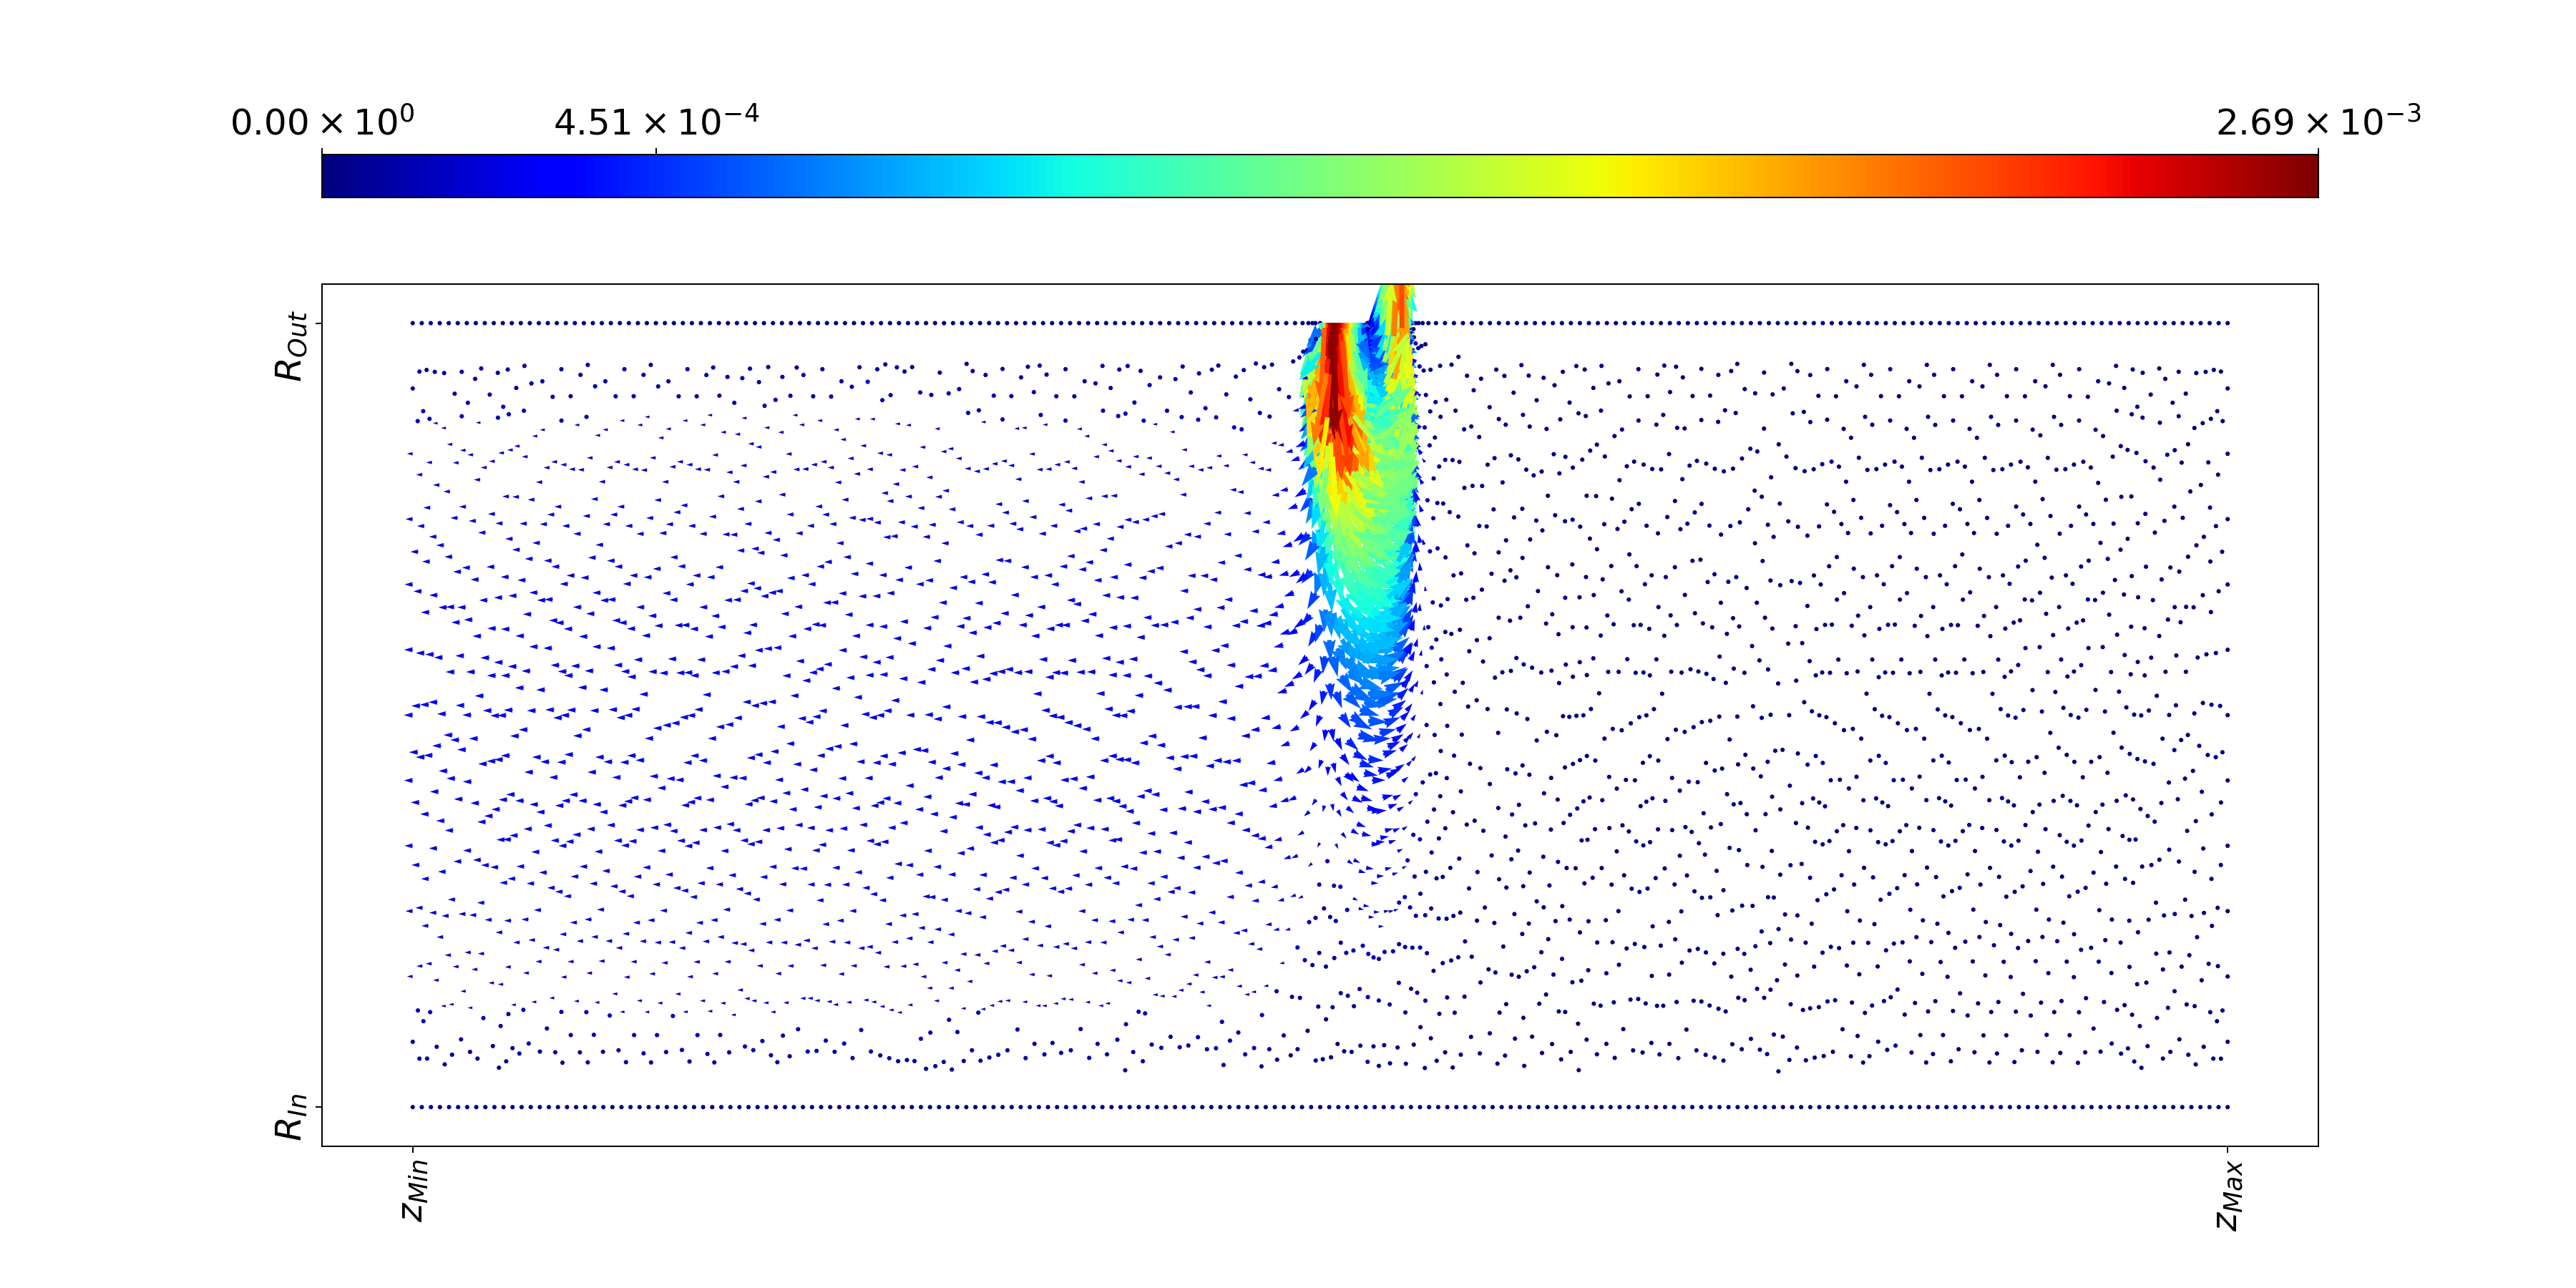 0.00 × 10⁰ 4.51 × 10⁻⁴ 2.69 × 10⁻³
R_Out
R_In
z_Min z_Max